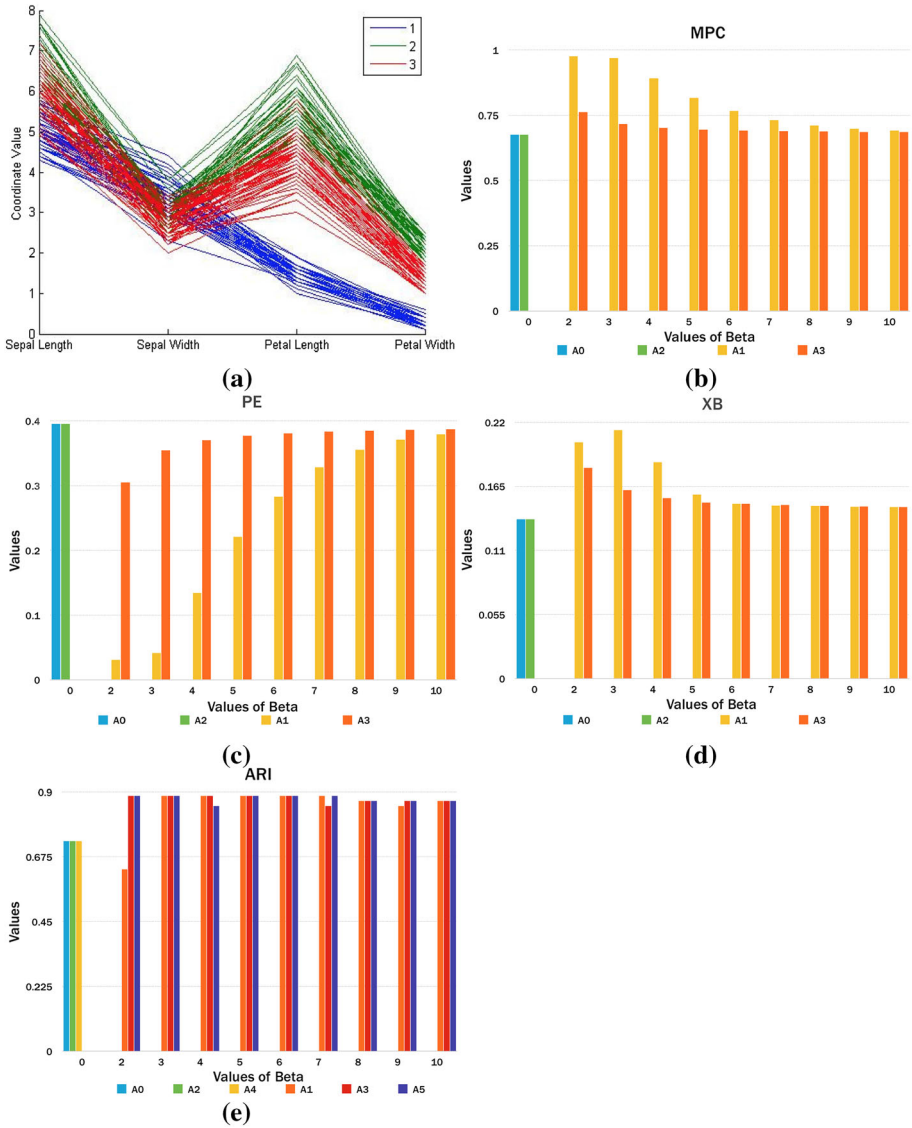 8
7
6
5
4
3
2
1
0
Coordinate Value
1
2
3
Sepal Length Sepal Width Petal Length Petal Width
(a)
MPC
1
0.75
0.5
0.25
0
Values
0 2 3 4 5 6 7 8 9 10
Values of Beta
A0 A2 A1 A3
(b)
PE
0.4
0.3
0.2
0.1
0
Values
0 2 3 4 5 6 7 8 9 10
Values of Beta
A0 A2 A1 A3
(c)
XB
0.22
0.165
0.11
0.055
0
Values
0 2 3 4 5 6 7 8 9 10
Values of Beta
A0 A2 A1 A3
(d)
ARI
0.9
0.675
0.45
0.225
0
Values
0 2 3 4 5 6 7 8 9 10
Values of Beta
A0 A2 A4 A1 A3 A5
(e)